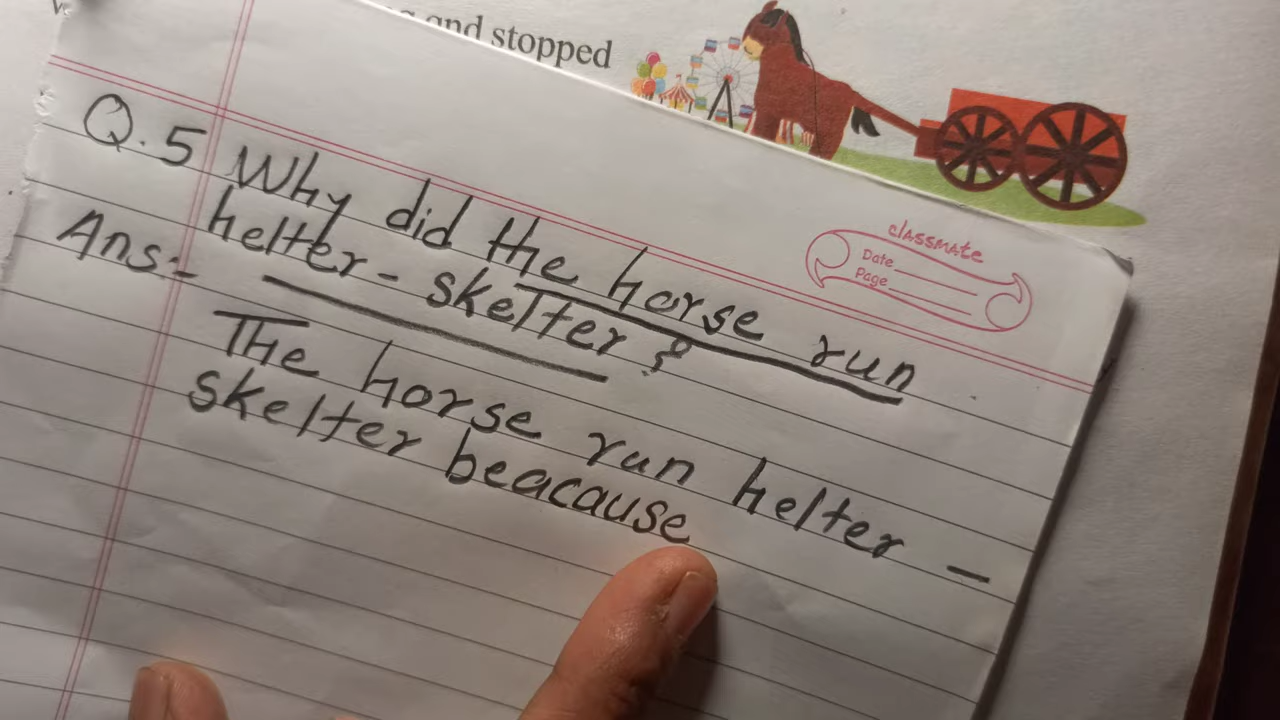 and stopped
classmate
Date
Page
Q.5 Why did the horse run
helter - skelter?
Ans:-
The horse run helter -
skelter beacause